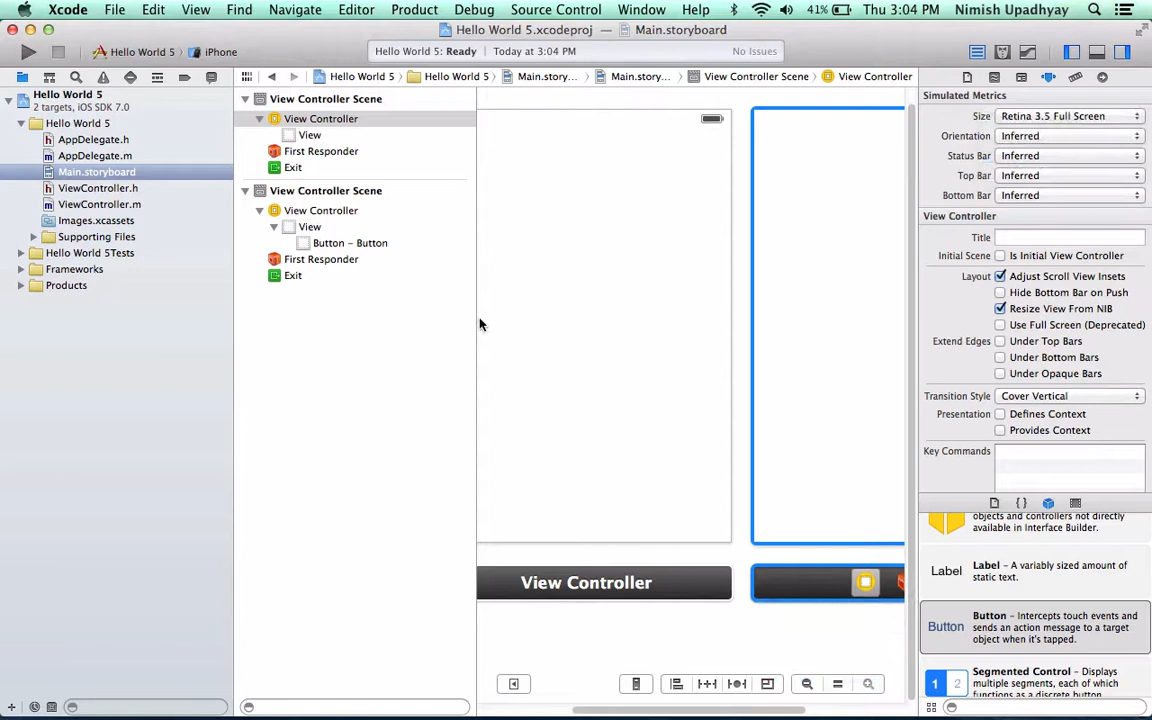 Xcode File Edit View Find Navigate Editor Product Debug Source Control Window Help 41% Thu 3:04 PM Nimish Upadhyay
Hello World 5.xcodeproj — Main.storyboard
Hello World 5 iPhone
Hello World 5: Ready Today at 3:04 PM No Issues
Hello World 5 Hello World 5 Main.story... Main.story... View Controller Scene View Controller
Hello World 5
2 targets, iOS SDK 7.0
Hello World 5
AppDelegate.h
AppDelegate.m
Main.storyboard
ViewController.h
ViewController.m
Images.xcassets
Supporting Files
Hello World 5Tests
Frameworks
Products
View Controller Scene
View Controller
View
First Responder
Exit
View Controller Scene
View Controller
View
Button - Button
First Responder
Exit
View Controller
Simulated Metrics
Size Retina 3.5 Full Screen
Orientation Inferred
Status Bar Inferred
Top Bar Inferred
Bottom Bar Inferred
View Controller
Title
Initial Scene Is Initial View Controller
Layout Adjust Scroll View Insets
Hide Bottom Bar on Push
Resize View From NIB
Use Full Screen (Deprecated)
Extend Edges Under Top Bars
Under Bottom Bars
Under Opaque Bars
Transition Style Cover Vertical
Presentation Defines Context
Provides Context
Key Commands
objects and controllers not directly
available in Interface Builder.
Label
Label - A variably sized amount of
static text.
Button
Button - Intercepts touch events and
sends an action message to a target
object when it's tapped.
1 2
Segmented Control - Displays
multiple segments, each of which
functions as a discrete button.